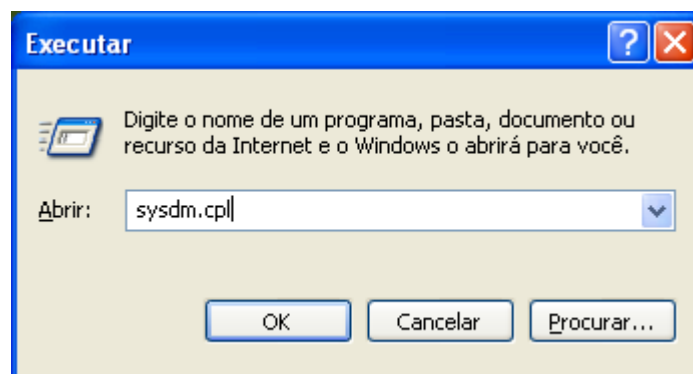 Executar
Digite o nome de um programa, pasta, documento ou
recurso da Internet e o Windows o abrirá para você.
Abrir: sysdm.cpl
OK Cancelar Procurar...